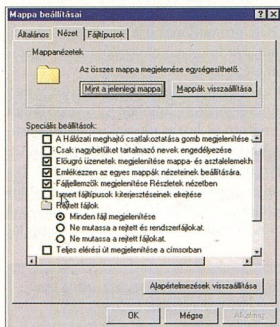 Mappa beállításai
Általános Nézet Fájltípusok
Mappanézetek
Az összes mappa megjelenése egységesíthető.
Mint a jelenlegi mappa Mappák visszaállítása
Speciális beállítások:
A Hálózati meghajtó csatlakoztatása gomb megjelenítése
Csak nagybetűket tartalmazó nevek engedélyezése
Előugró üzenetek megjelenítése mappa- és asztalelemekh
Emlékezzen az egyes mappák nézeteinek beállítására.
Fájljellemzők megjelenítése Részletek nézetben
Ismert fájltípusok kiterjesztéseinek elrejtése
Rejtett fájlok
Minden fájl megjelenítése
Ne mutassa a rejtett és rendszerfájlokat.
Ne mutassa a rejtett fájlokat.
Teljes elérési út megjelenítése a címsorban
Alapértelmezések visszaállítása
OK Mégse Alkalmaz